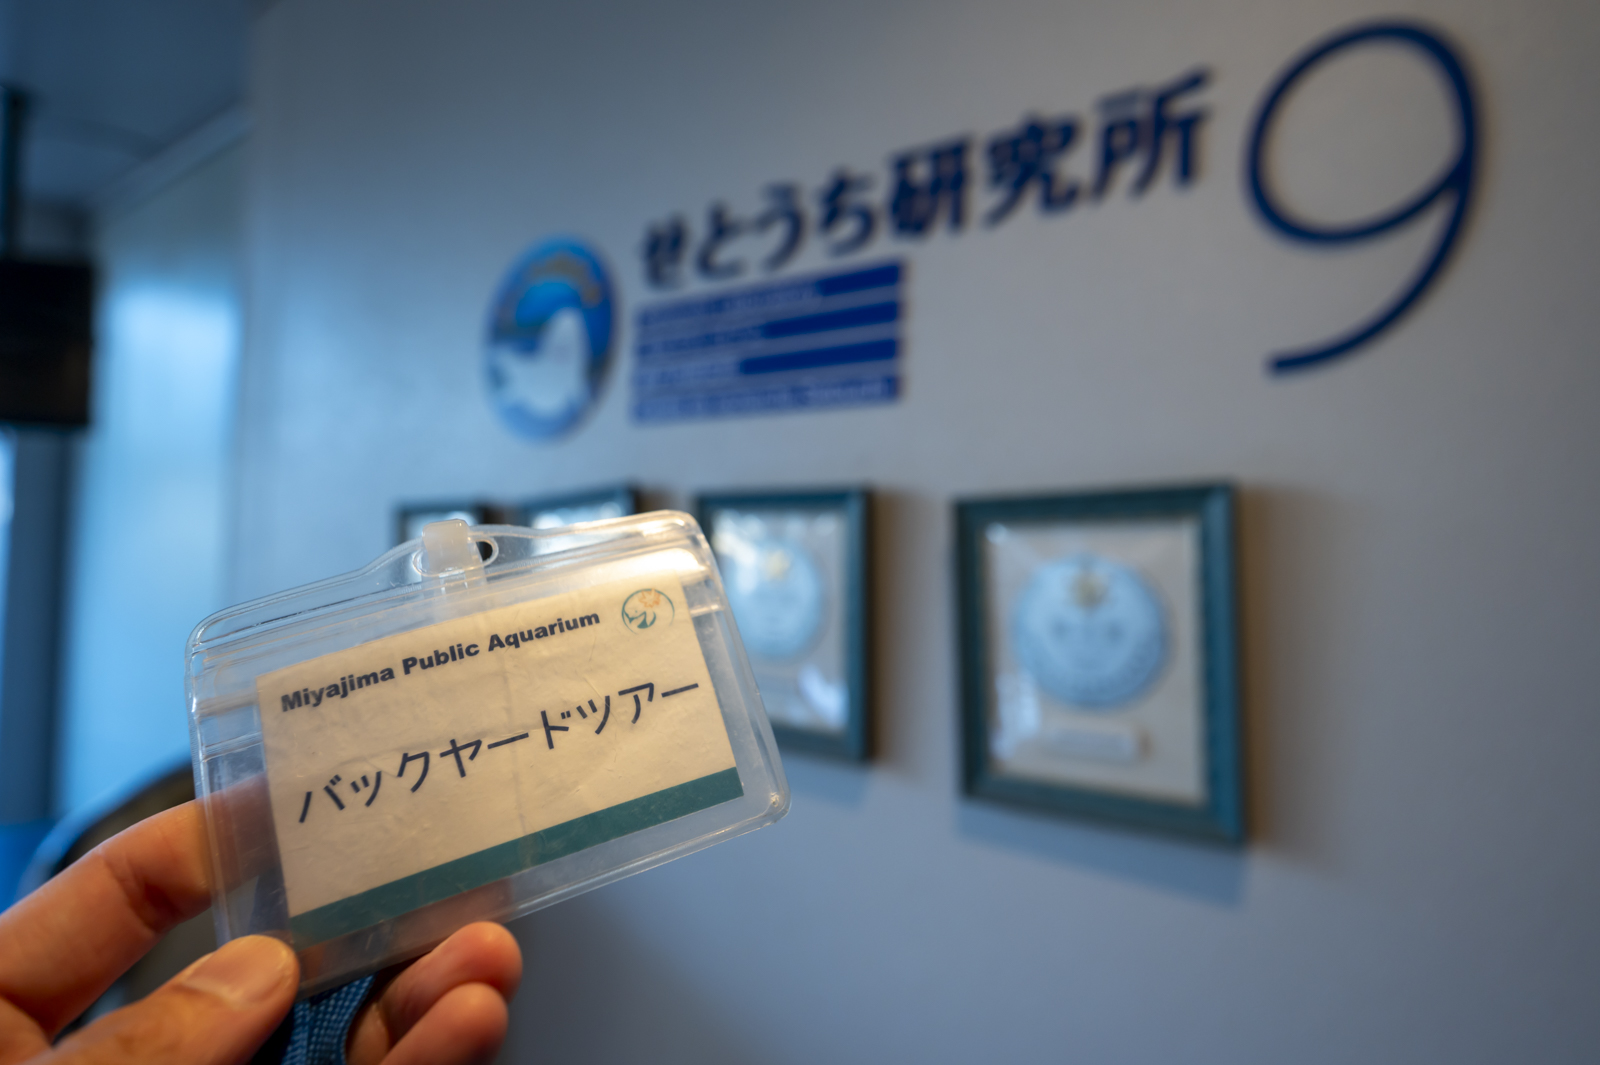 せとうち研究所
9
Miyajima Public Aquarium
バックヤードツアー